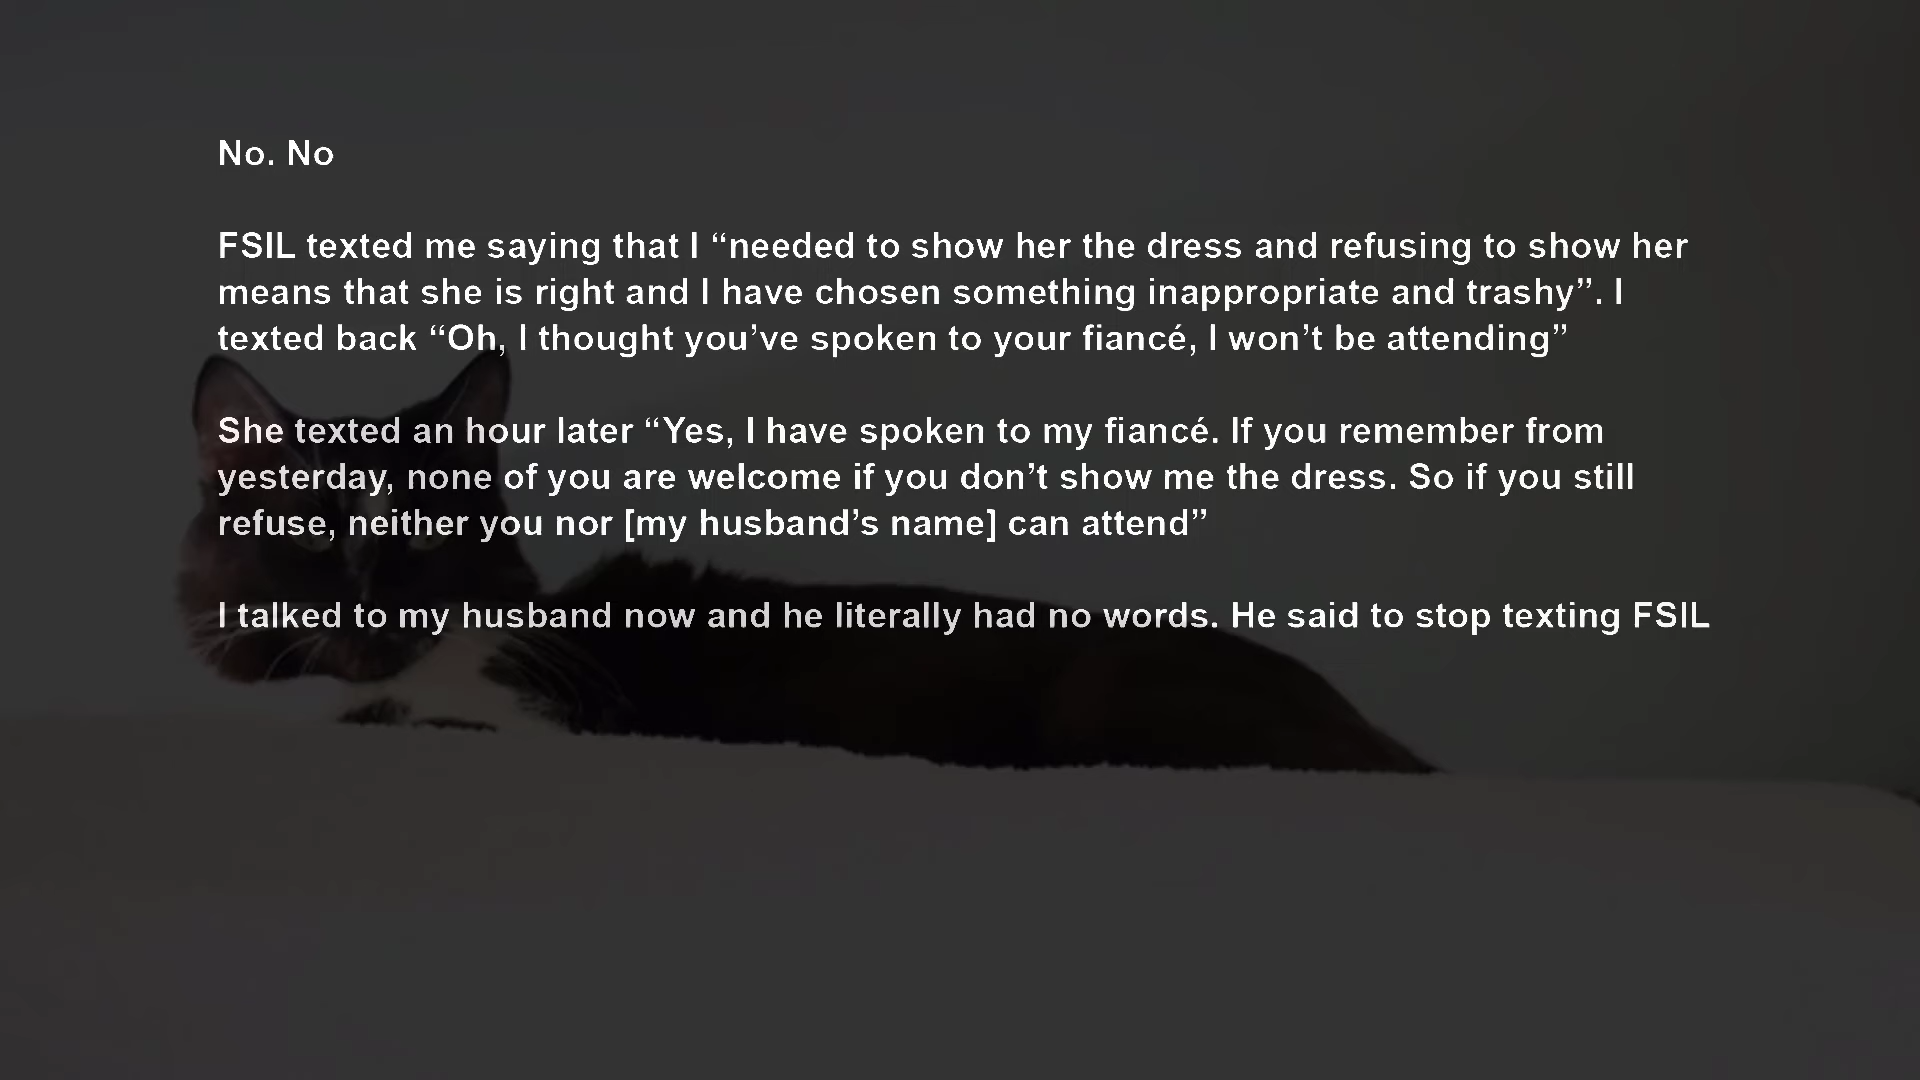 No. No
FSIL texted me saying that I “needed to show her the dress and refusing to show her
means that she is right and I have chosen something inappropriate and trashy”. I
texted back “Oh, I thought you’ve spoken to your fiancé, I won’t be attending”
She texted an hour later “Yes, I have spoken to my fiancé. If you remember from
yesterday, none of you are welcome if you don’t show me the dress. So if you still
refuse, neither you nor [my husband’s name] can attend”
I talked to my husband now and he literally had no words. He said to stop texting FSIL